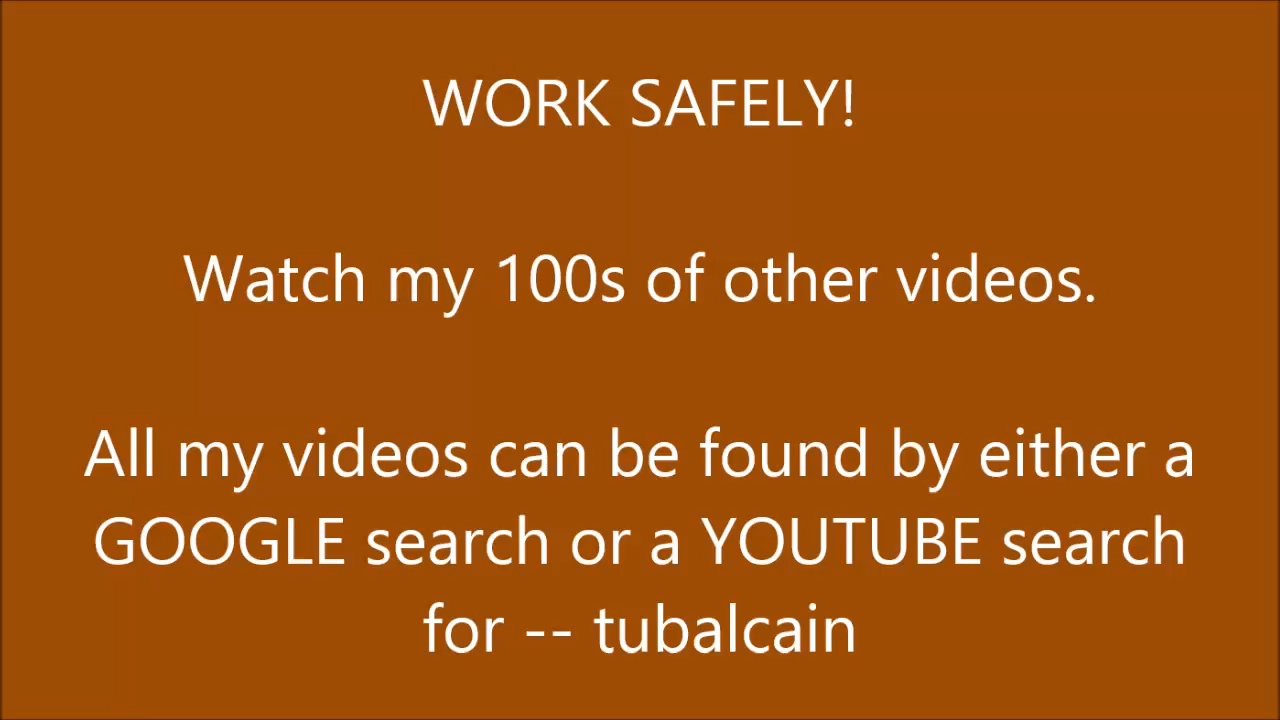 WORK SAFELY!
Watch my 100s of other videos.
All my videos can be found by either a
GOOGLE search or a YOUTUBE search
for -- tubalcain